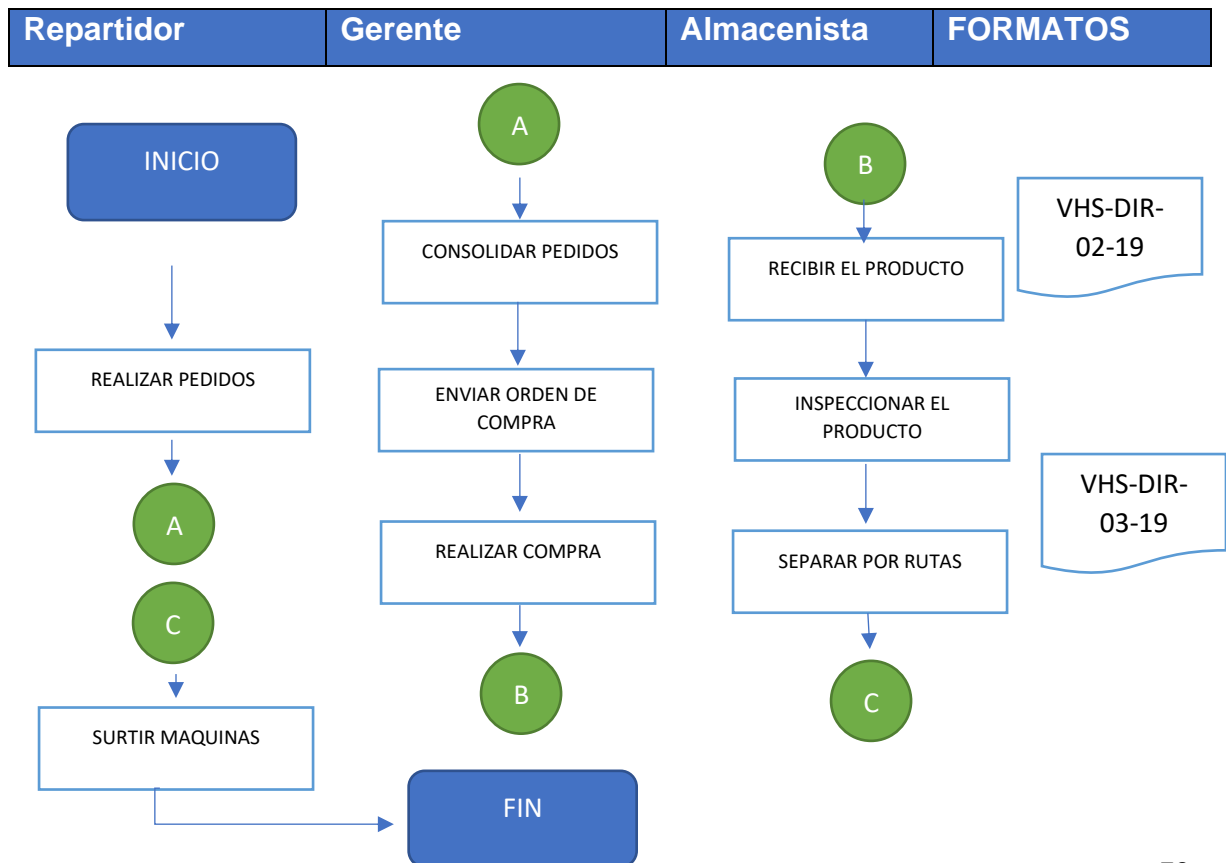 Repartidor
Gerente
Almacenista
FORMATOS
INICIO
REALIZAR PEDIDOS
A
C
SURTIR MAQUINAS
A
CONSOLIDAR PEDIDOS
ENVIAR ORDEN DE
COMPRA
REALIZAR COMPRA
B
FIN
B
RECIBIR EL PRODUCTO
INSPECCIONAR EL
PRODUCTO
SEPARAR POR RUTAS
C
VHS-DIR-
02-19
VHS-DIR-
03-19